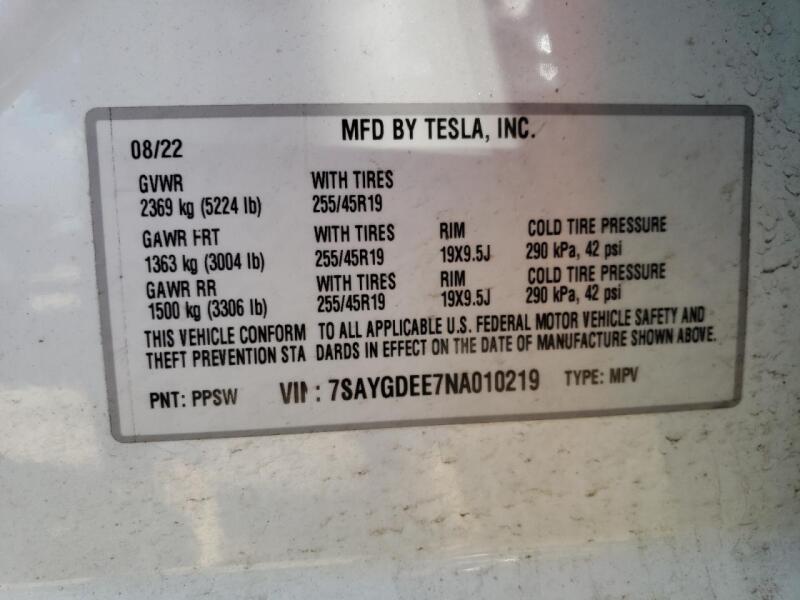 MFD BY TESLA, INC.
08/22
GVWR WITH TIRES
2369 kg (5224 lb) 255/45R19
GAWR FRT WITH TIRES RIM COLD TIRE PRESSURE
1363 kg (3004 lb) 255/45R19 19X9.5J 290 kPa, 42 psi
GAWR RR WITH TIRES RIM COLD TIRE PRESSURE
1500 kg (3306 lb) 255/45R19 19X9.5J 290 kPa, 42 psi
THIS VEHICLE CONFORM TO ALL APPLICABLE U.S. FEDERAL MOTOR VEHICLE SAFETY AND
THEFT PREVENTION STA DARDS IN EFFECT ON THE DATE OF MANUFACTURE SHOWN ABOVE.
PNT: PPSW VIN: 7SAYGDEE7NA010219 TYPE: MPV